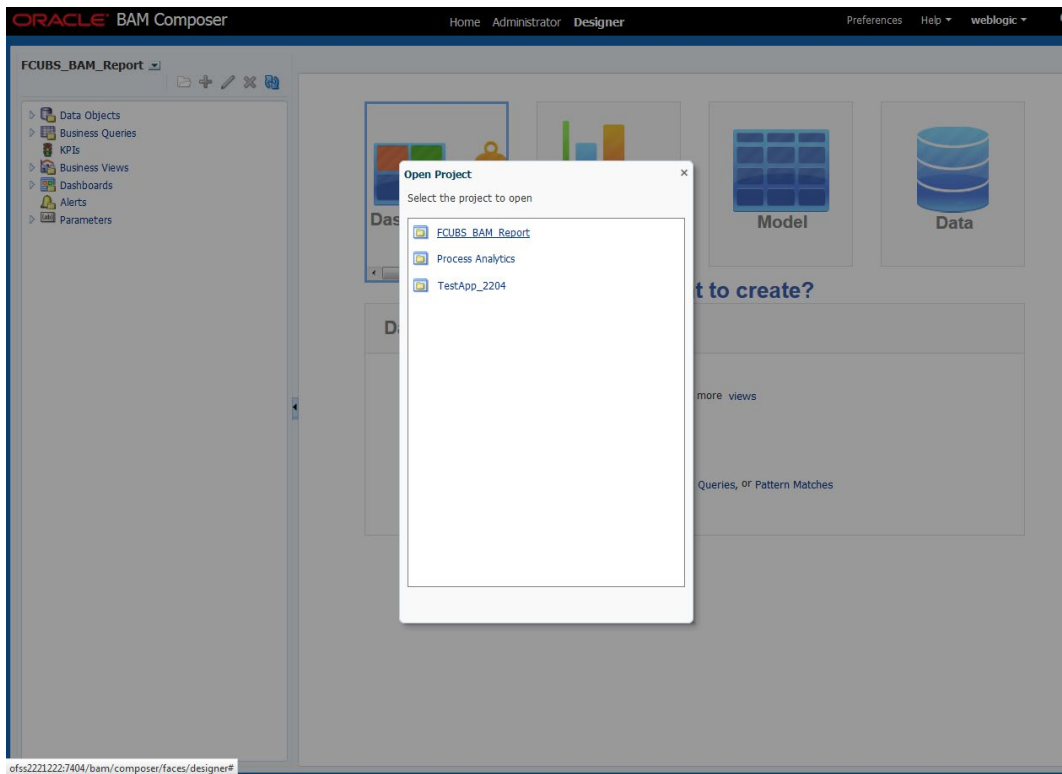 ORACLE® BAM Composer
Home Administrator Designer
Preferences Help weblogic
FCUBS_BAM_Report
Data Objects
Business Queries
KPIs
Business Views
Dashboards
Alerts
Parameters
Open Project
Select the project to open
FCUBS_BAM_Report
Process Analytics
TestApp_2204
Das
Model
Data
t to create?
D
more views
Queries, or Pattern Matches
ofss2221222:7404/bam/composer/faces/designer#